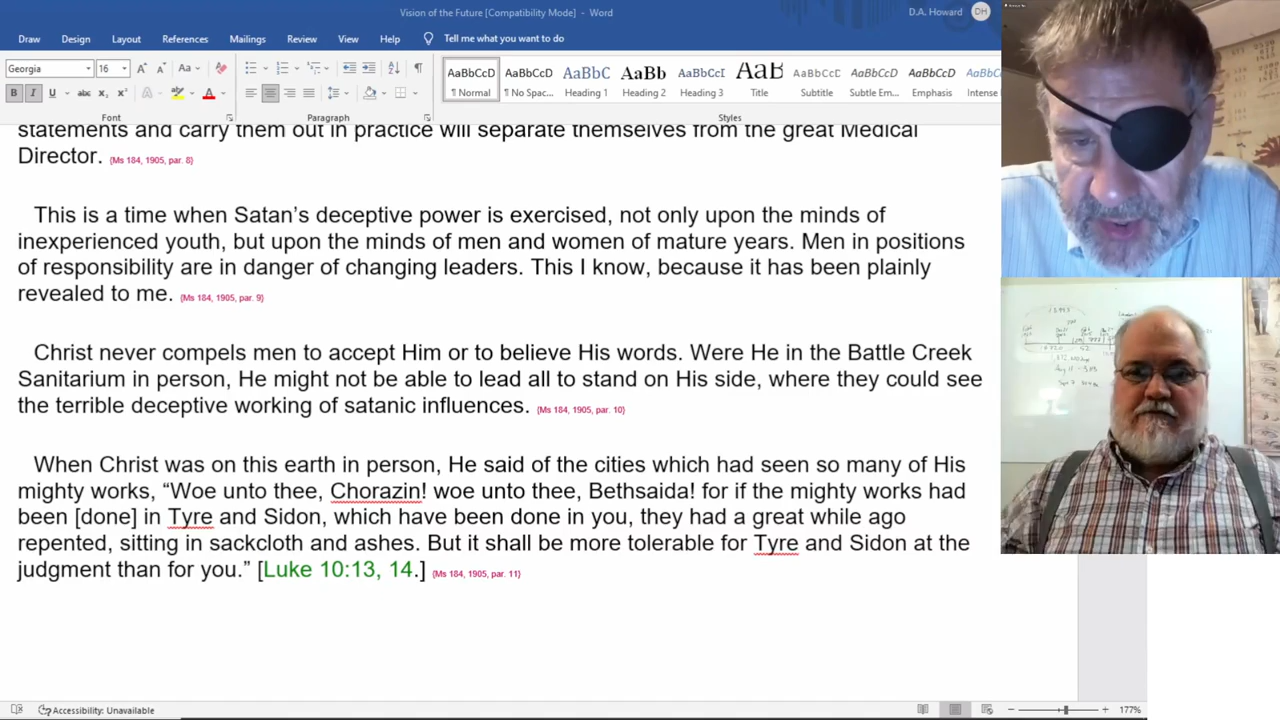 Vision of the Future [Compatibility Mode] - Word
D.A. Howard DH
Draw Design Layout References Mailings Review View Help Tell me what you want to do
Georgia 16 Aa
AaBbCcD AaBbCcD AaBbC AaBb AaBbCcI AaB AaBbCcD AaBbCcD AaBbCcD AaBbCcD
¶ Normal ¶ No Spac... Heading 1 Heading 2 Heading 3 Title Subtitle Subtle Em... Emphasis Intense
B I U abc x₂ x² A A
Font Paragraph Styles
statements and carry them out in practice will separate themselves from the great Medical
Director. {Ms 184, 1905, par. 8}
This is a time when Satan’s deceptive power is exercised, not only upon the minds of
inexperienced youth, but upon the minds of men and women of mature years. Men in positions
of responsibility are in danger of changing leaders. This I know, because it has been plainly
revealed to me. {Ms 184, 1905, par. 9}
Christ never compels men to accept Him or to believe His words. Were He in the Battle Creek
Sanitarium in person, He might not be able to lead all to stand on His side, where they could see
the terrible deceptive working of satanic influences. {Ms 184, 1905, par. 10}
When Christ was on this earth in person, He said of the cities which had seen so many of His
mighty works, “Woe unto thee, Chorazin! woe unto thee, Bethsaida! for if the mighty works had
been [done] in Tyre and Sidon, which have been done in you, they had a great while ago
repented, sitting in sackcloth and ashes. But it shall be more tolerable for Tyre and Sidon at the
judgment than for you.” [Luke 10:13, 14.] {Ms 184, 1905, par. 11}
Accessibility: Unavailable
177%